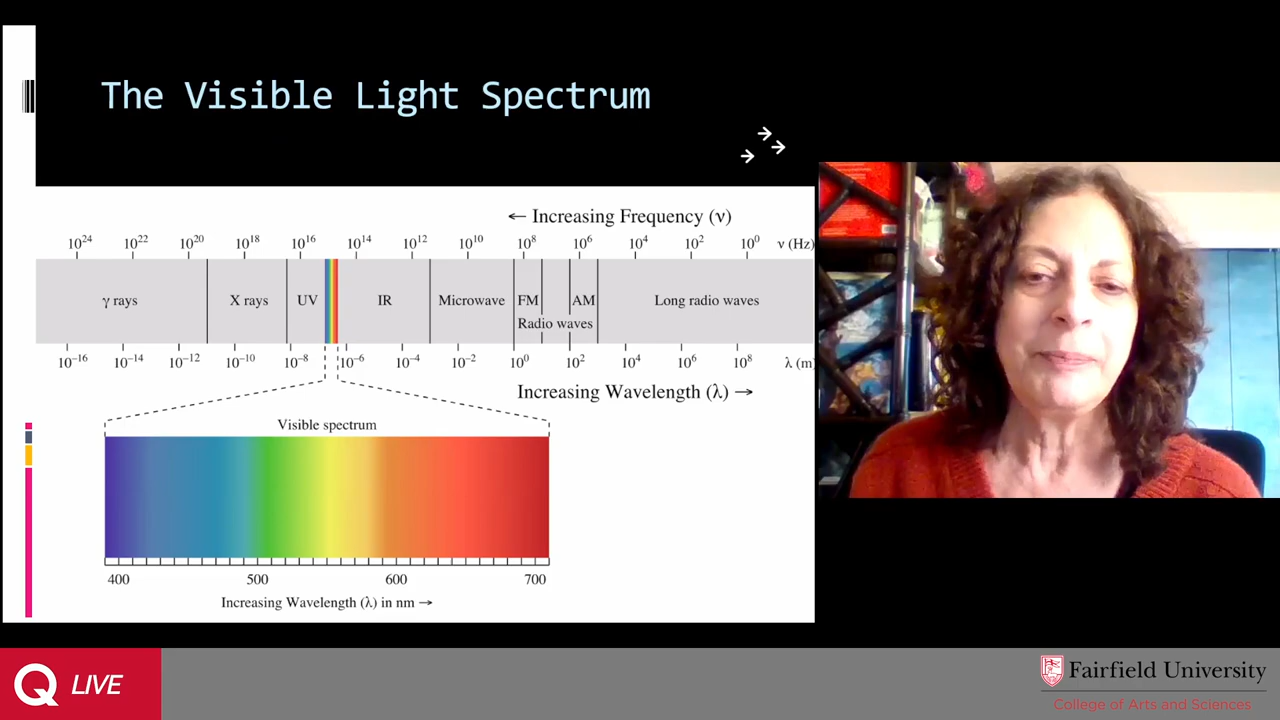 The Visible Light Spectrum
← Increasing Frequency (ν)
10²⁴ 10²² 10²⁰ 10¹⁸ 10¹⁶ 10¹⁴ 10¹² 10¹⁰ 10⁸ 10⁶ 10⁴ 10² 10⁰ ν (Hz)
γ rays X rays UV IR Microwave FM AM Long radio waves
Radio waves
10⁻¹⁶ 10⁻¹⁴ 10⁻¹² 10⁻¹⁰ 10⁻⁸ 10⁻⁶ 10⁻⁴ 10⁻² 10⁰ 10² 10⁴ 10⁶ 10⁸ λ (m
Increasing Wavelength (λ) →
Visible spectrum
400 500 600 700
Increasing Wavelength (λ) in nm →
Q LIVE
Fairfield University
College of Arts and Sciences